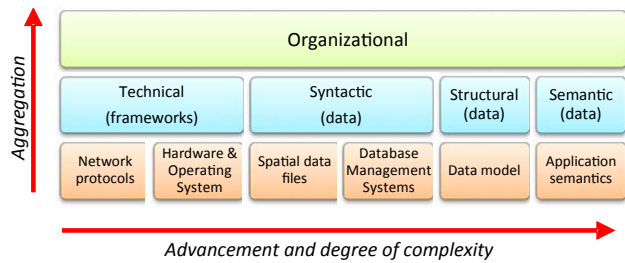 Aggregation
Organizational
Technical
(frameworks)
Syntactic
(data)
Structural
(data)
Semantic
(data)
Network
protocols
Hardware &
Operating
System
Spatial data
files
Database
Management
Systems
Data model
Application
semantics
Advancement and degree of complexity